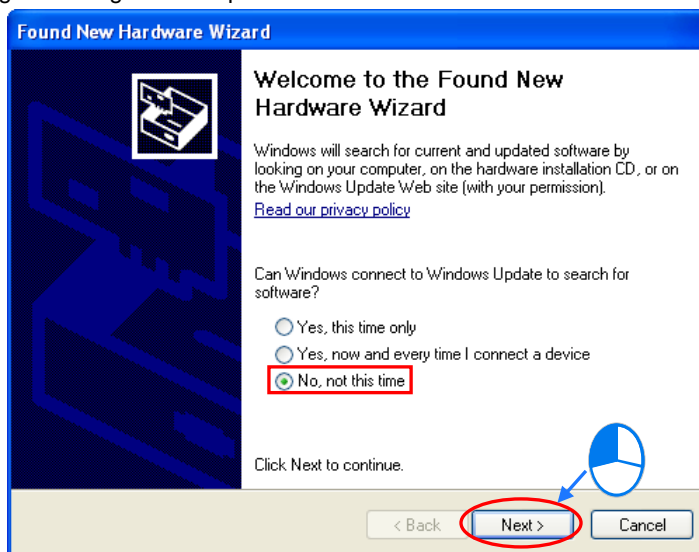 Found New Hardware Wizard
Welcome to the Found New
Hardware Wizard
Windows will search for current and updated software by
looking on your computer, on the hardware installation CD, or on
the Windows Update Web site (with your permission).
Read our privacy policy
Can Windows connect to Windows Update to search for
software?
Yes, this time only
Yes, now and every time I connect a device
No, not this time
Click Next to continue.
< Back
Next >
Cancel